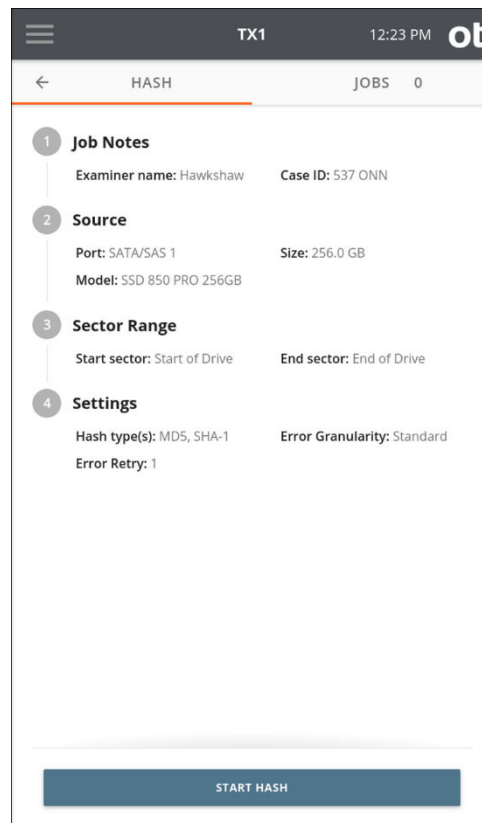 TX1 12:23 PM
HASH JOBS 0
1 Job Notes
Examiner name: Hawkshaw Case ID: 537 ONN
2 Source
Port: SATA/SAS 1 Size: 256.0 GB
Model: SSD 850 PRO 256GB
3 Sector Range
Start sector: Start of Drive End sector: End of Drive
4 Settings
Hash type(s): MD5, SHA-1 Error Granularity: Standard
Error Retry: 1
START HASH